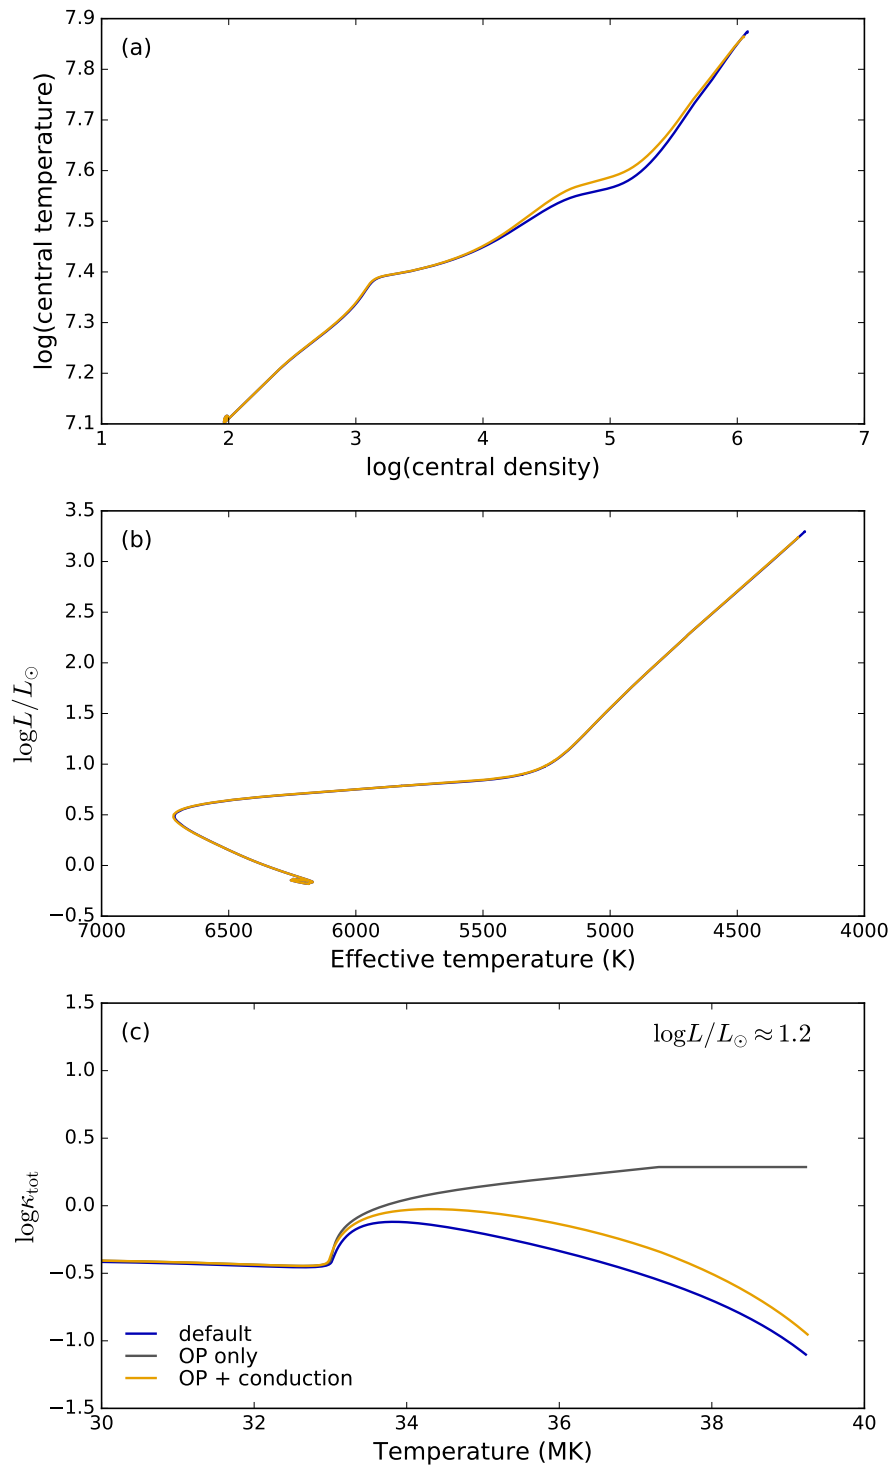 7.9
7.8
7.7
7.6
7.5
7.4
7.3
7.2
7.1
(a)
log(central temperature)
1 2 3 4 5 6 7
log(central density)
3.5
3.0
2.5
2.0
1.5
1.0
0.5
0.0
−0.5
(b)
logL/L☉
7000 6500 6000 5500 5000 4500 4000
Effective temperature (K)
1.5
1.0
0.5
0.0
−0.5
−1.0
−1.5
(c)
logL/L☉ ≈ 1.2
logκtot
default
OP only
OP + conduction
30 32 34 36 38 40
Temperature (MK)